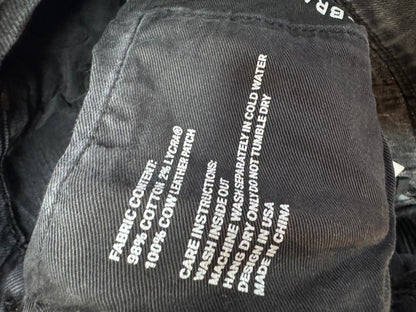 FABRIC CONTENT:
98% COTTON 2% LYCRA®
100% COW LEATHER PATCH
CARE INSTRUCTIONS:
WASH INSIDE OUT
MACHINE WASH SEPARATELY IN COLD WATER
HANG DRY ONLY DO NOT TUMBLE DRY
DESIGN IN USA
MADE IN CHINA